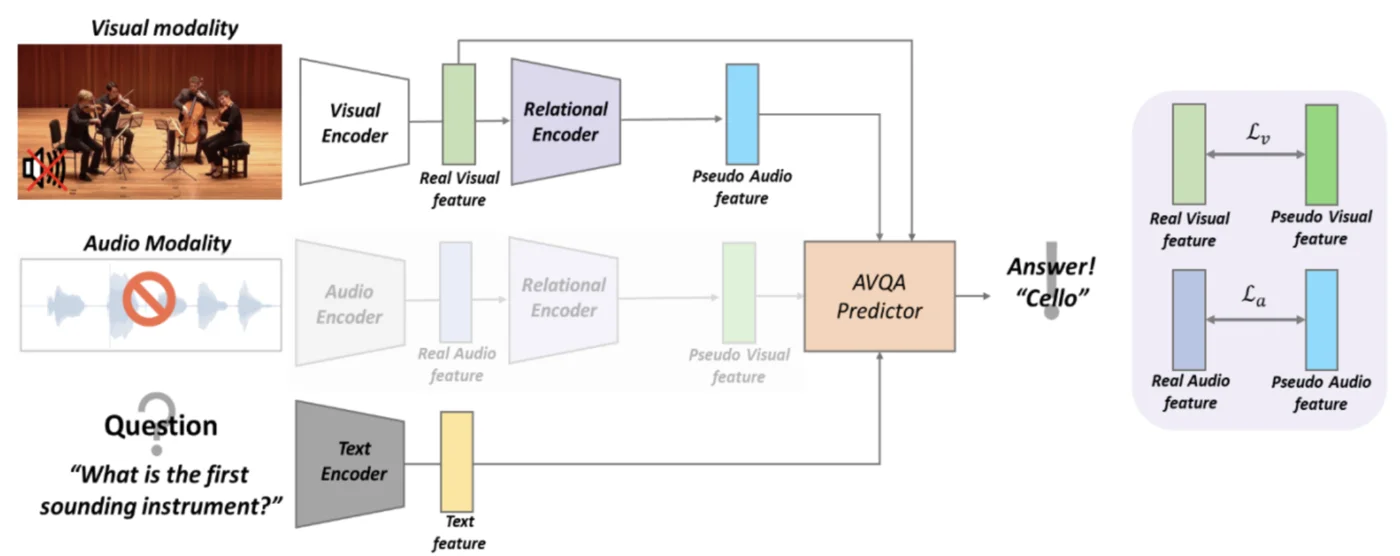 Visual modality
Visual
Encoder
Real Visual
feature
Relational
Encoder
Pseudo Audio
feature
Audio Modality
Audio
Encoder
Real Audio
feature
Relational
Encoder
Pseudo Visual
feature
AVQA
Predictor
Answer!
“Cello”
?
Question
“What is the first
sounding instrument?”
Text
Encoder
Text
feature
ℒᵥ
Real Visual
feature
Pseudo Visual
feature
ℒₐ
Real Audio
feature
Pseudo Audio
feature